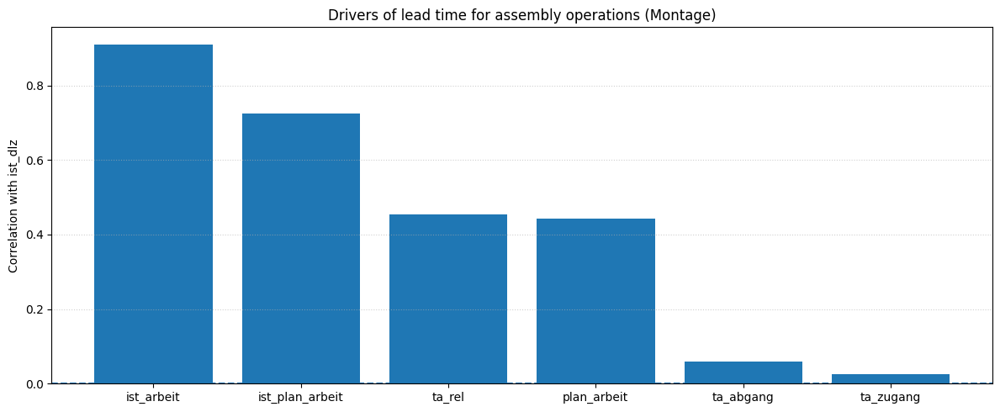 Drivers of lead time for assembly operations (Montage)
Correlation with ist_dlz
0.8
0.6
0.4
0.2
0.0
ist_arbeit
ist_plan_arbeit
ta_rel
plan_arbeit
ta_abgang
ta_zugang